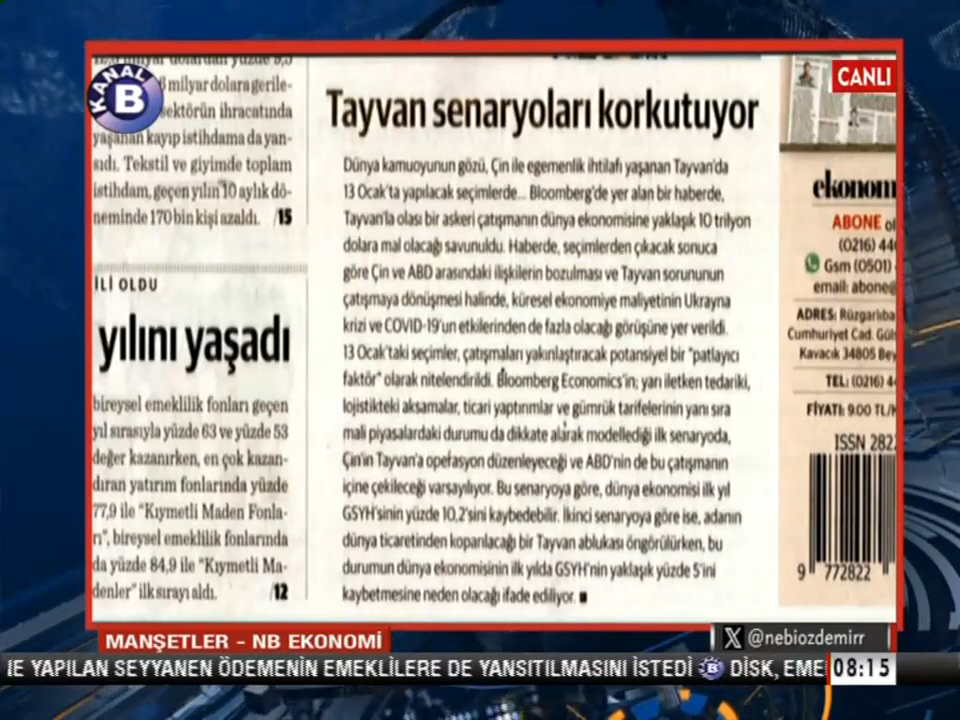 KANAL B
CANLI
milyar dolara gerile-
sektörün ihracatında
yaşanan kayıp istihdama da yan-
sıdı. Tekstil ve giyimde toplam
istihdam, geçen yılın 10 aylık dö-
neminde 170 bin kişi azaldı. /15
İLİ OLDU
yılını yaşadı
bireysel emeklilik fonları geçen
yıl sırasıyla yüzde 63 ve yüzde 53
değer kazanırken, en çok kazan-
dıran yatırım fonlarında yüzde
77,9 ile "Kıymetli Maden Fonla-
rı", bireysel emeklilik fonlarında
da yüzde 84,9 ile "Kıymetli Ma-
denler" ilk sırayı aldı. /12
Tayvan senaryoları korkutuyor
Dünya kamuoyunun gözü, Çin ile egemenlik ihtilafı yaşanan Tayvan'da
13 Ocak'ta yapılacak seçimlerde... Bloomberg'de yer alan bir haberde,
Tayvan'la olası bir askeri çatışmanın dünya ekonomisine yaklaşık 10 trilyon
dolara mal olacağı savunuldu. Haberde, seçimlerden çıkacak sonuca
göre Çin ve ABD arasındaki ilişkilerin bozulması ve Tayvan sorununun
çatışmaya dönüşmesi halinde, küresel ekonomiye maliyetinin Ukrayna
krizi ve COVID-19'un etkilerinden de fazla olacağı görüşüne yer verildi.
13 Ocak'taki seçimler, çatışmaları yakınlaştıracak potansiyel bir "patlayıcı
faktör" olarak nitelendirildi. Bloomberg Economics'in; yarı iletken tedariki,
lojistikteki aksamalar, ticari yaptırımlar ve gümrük tarifelerinin yanı sıra
mali piyasalardaki durumu da dikkate alarak modellediği ilk senaryoda,
Çin'in Tayvan'a operasyon düzenleyeceği ve ABD'nin de bu çatışmanın
içine çekileceği varsayılıyor. Bu senaryoya göre, dünya ekonomisi ilk yıl
GSYH'sinin yüzde 10,2'sini kaybedebilir. İkinci senaryoya göre ise, adanın
dünya ticaretinden koparılacağı bir Tayvan ablukası öngörülürken, bu
durumun dünya ekonomisinin ilk yılda GSYH'nin yaklaşık yüzde 5'ini
kaybetmesine neden olacağı ifade ediliyor. ■
ekonom
ABONE ol
(0216) 44
Gsm (0501)
email: abone@
ADRES: Rüzgarlıba
Cumhuriyet Cad. Gül
Kavacık 34805 Bey
TEL: (0216) 4
FİYATI: 9.00 TL/K
ISSN 282
9 772822
MANŞETLER - NB EKONOMİ
X @nebiozdemirr
NE YAPILAN SEYYANEN ÖDEMENİN EMEKLİLERE DE YANSITILMASINI İSTEDİ B DİSK, EME
08:15